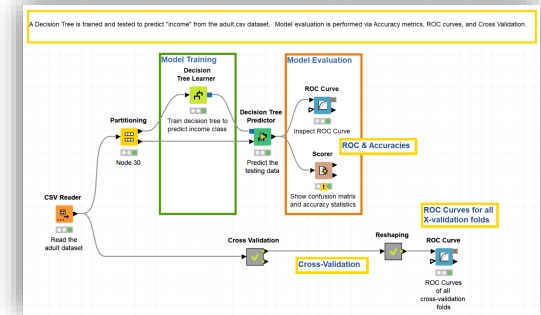 A Decision Tree is trained and tested to predict "income" from the adult.csv dataset. Model evaluation is performed via Accuracy metrics, ROC curves, and Cross Validation.
Model Training
Model Evaluation
Decision
Tree Learner
Train decision tree to
predict income class
ROC Curve
Inspect ROC Curve
Partitioning
Node 30
Decision Tree
Predictor
Predict the
testing data
ROC & Accuracies
Scorer
Show confusion matrix
and accuracy statistics
CSV Reader
Read the
adult dataset
ROC Curves for all
X-validation folds
Cross Validation
Cross-Validation
Reshaping
ROC Curve
ROC Curves
of all
cross-validation
folds